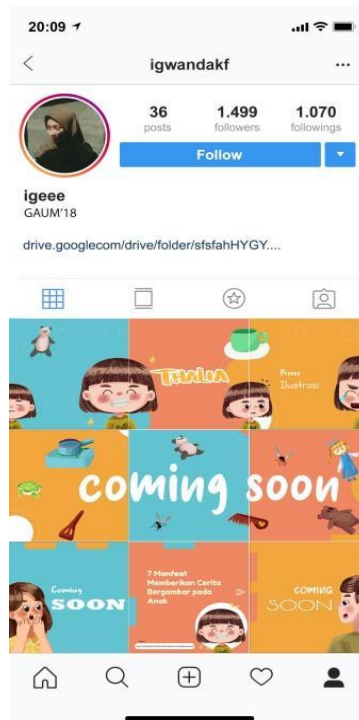 20:09
igwandakf
36 1.499 1.070
posts followers followings
Follow
igeee
GAUM'18
drive.googlecom/drive/folder/sfsfahHYGY....
THALIA
Proses
Ilustrasi
coming soon
Coming
SOON
7 Manfaat
Memberikan Cerita
Bergambar pada
Anak
COMING
SOON